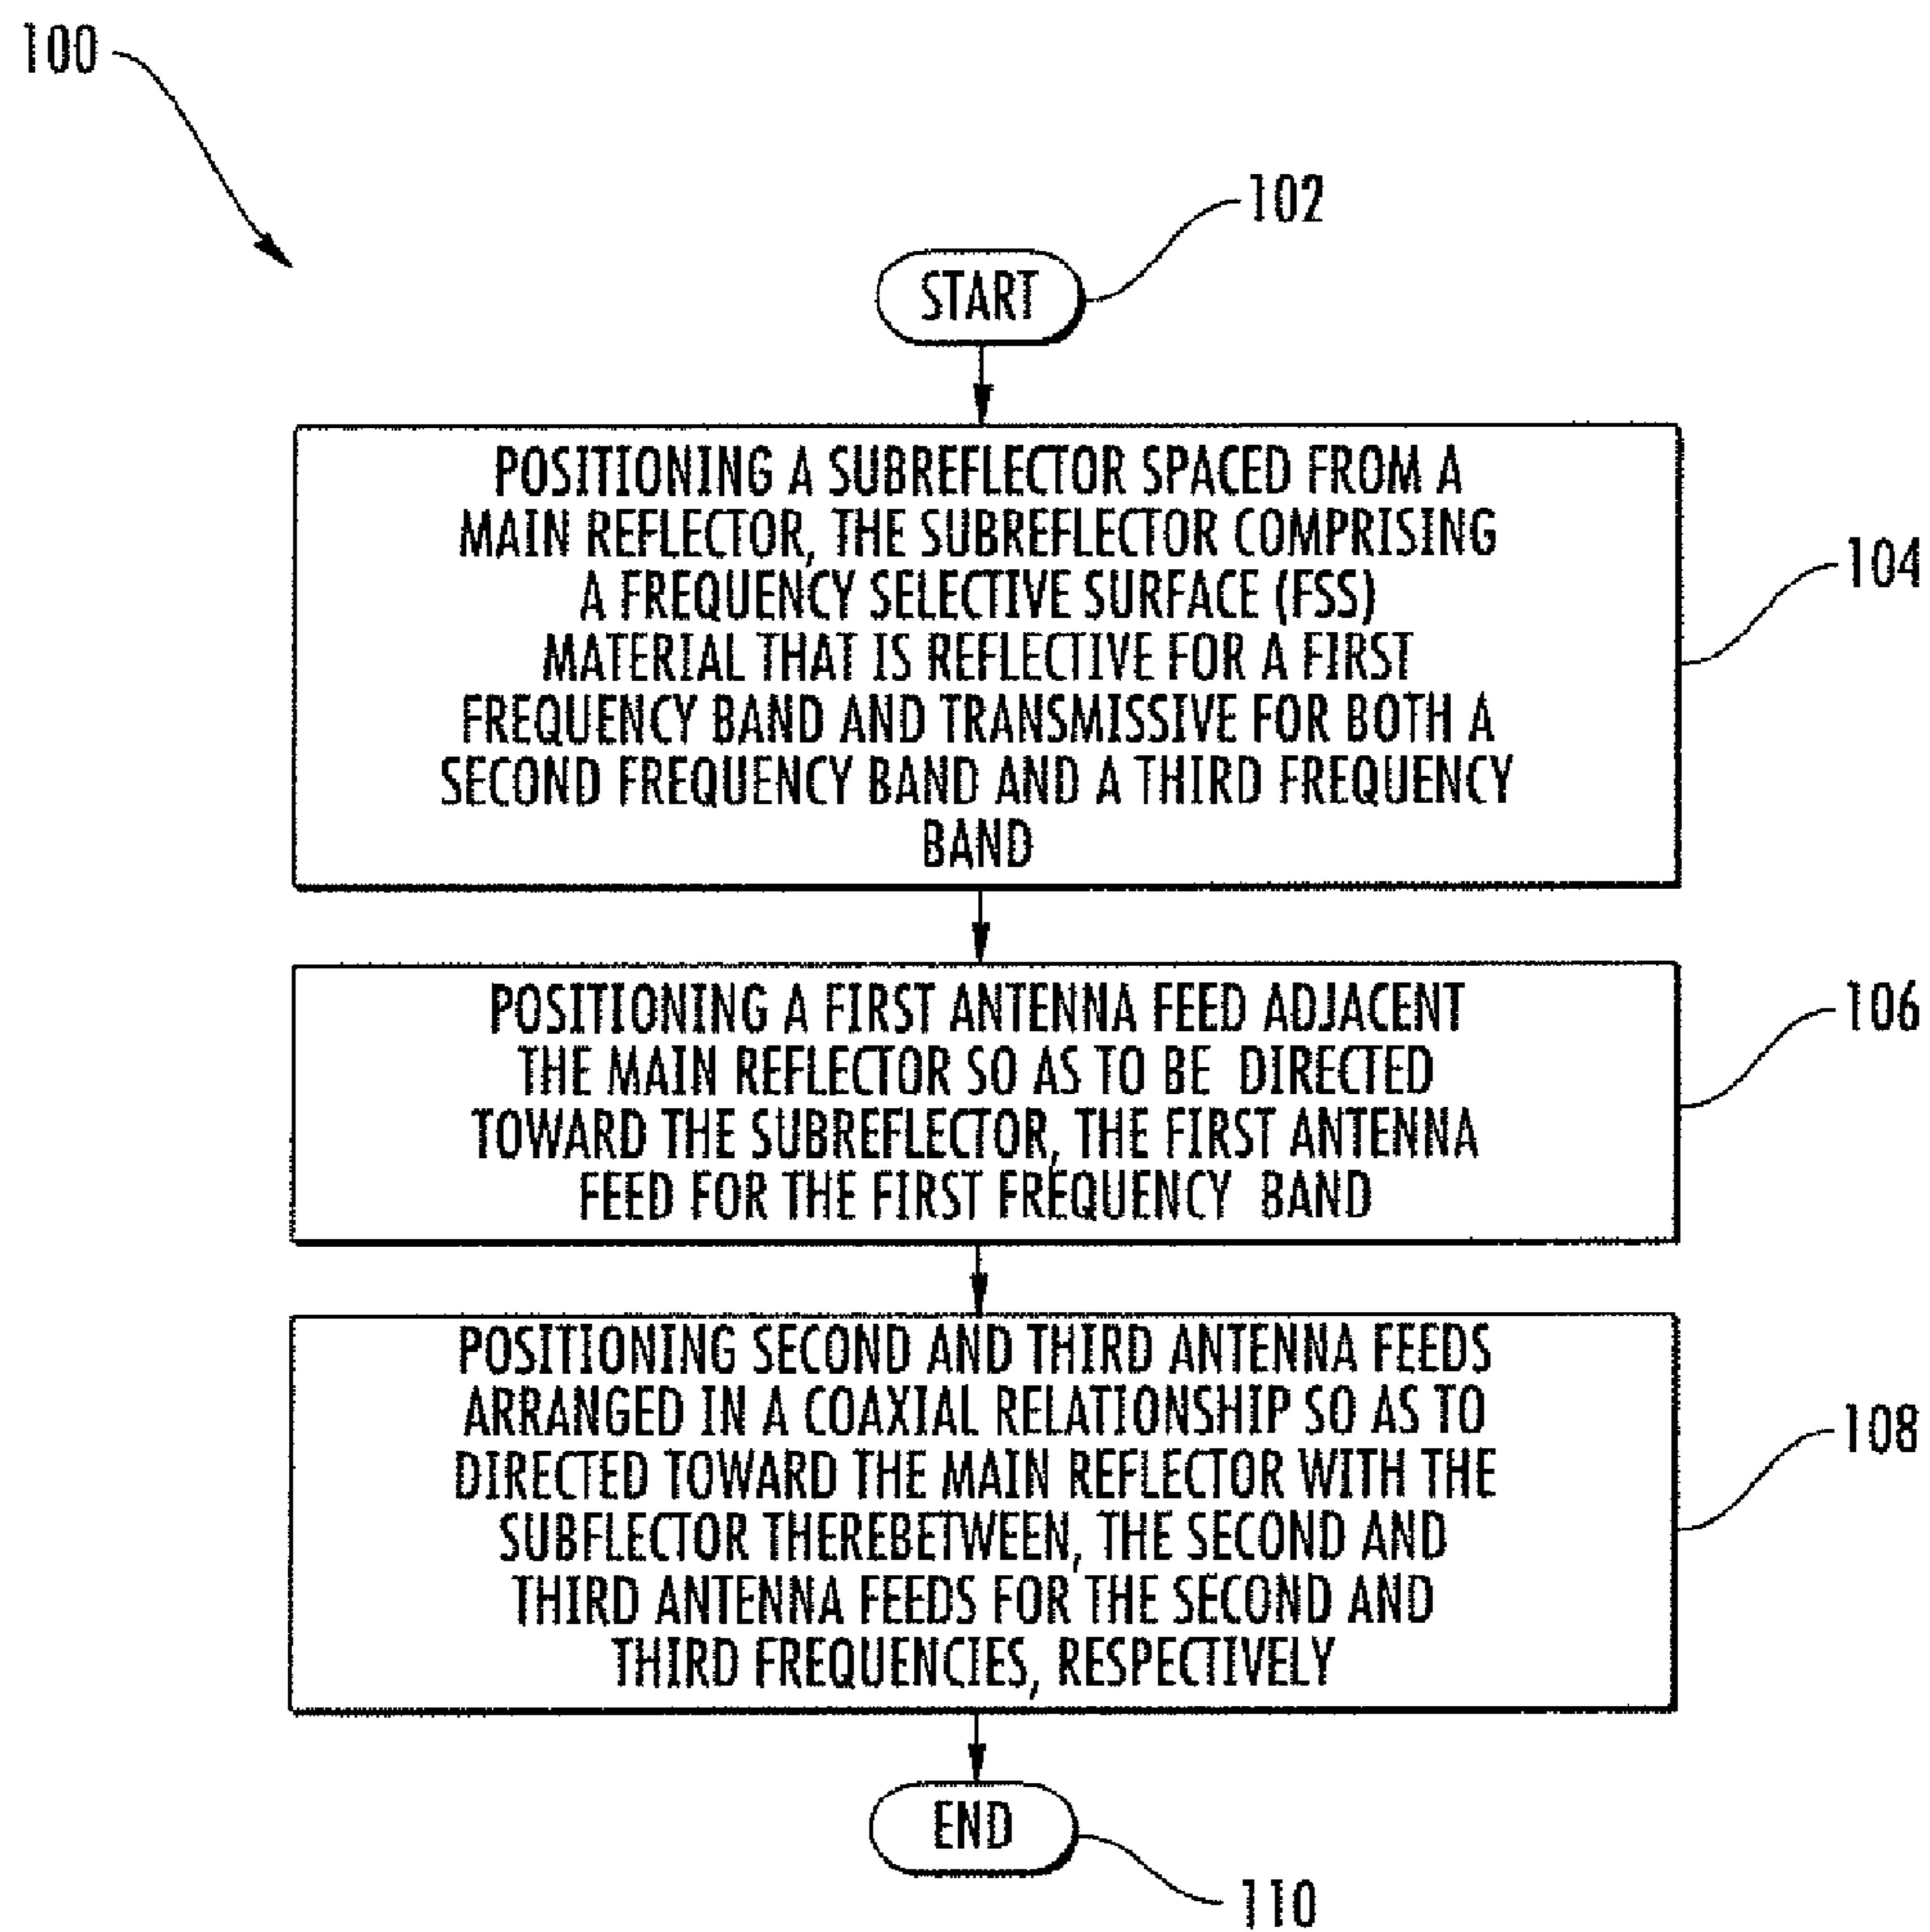 100
102
START
POSITIONING A SUBREFLECTOR SPACED FROM A
MAIN REFLECTOR, THE SUBREFLECTOR COMPRISING
A FREQUENCY SELECTIVE SURFACE (FSS)
MATERIAL THAT IS REFLECTIVE FOR A FIRST
FREQUENCY BAND AND TRANSMISSIVE FOR BOTH A
SECOND FREQUENCY BAND AND A THIRD FREQUENCY
BAND
104
POSITIONING A FIRST ANTENNA FEED ADJACENT
THE MAIN REFLECTOR SO AS TO BE DIRECTED
TOWARD THE SUBREFLECTOR, THE FIRST ANTENNA
FEED FOR THE FIRST FREQUENCY BAND
106
POSITIONING SECOND AND THIRD ANTENNA FEEDS
ARRANGED IN A COAXIAL RELATIONSHIP SO AS TO
DIRECTED TOWARD THE MAIN REFLECTOR WITH THE
SUBFLECTOR THEREBETWEEN, THE SECOND AND
THIRD ANTENNA FEEDS FOR THE SECOND AND
THIRD FREQUENCIES, RESPECTIVELY
108
END
110